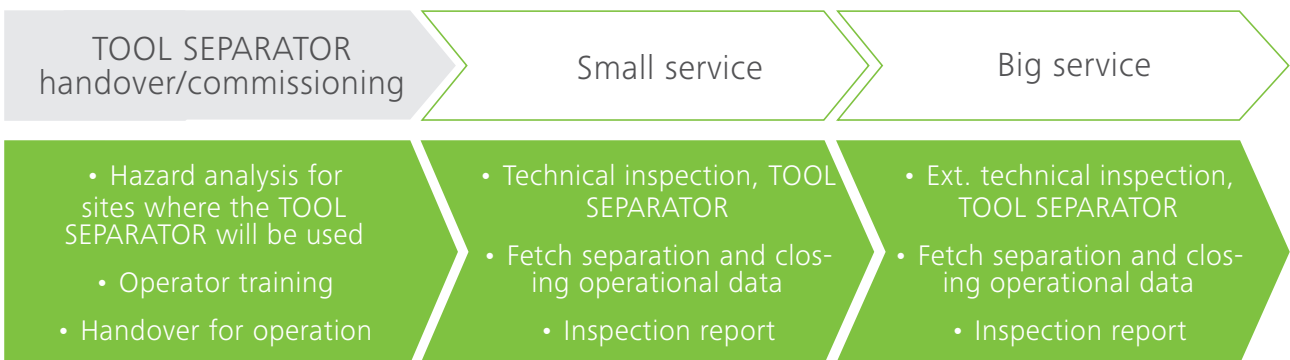 TOOL SEPARATOR
handover/commissioning
Small service
Big service
• Hazard analysis for
sites where the TOOL
SEPARATOR will be used
• Operator training
• Handover for operation
• Technical inspection, TOOL
SEPARATOR
• Fetch separation and clos-
ing operational data
• Inspection report
• Ext. technical inspection,
TOOL SEPARATOR
• Fetch separation and clos-
ing operational data
• Inspection report